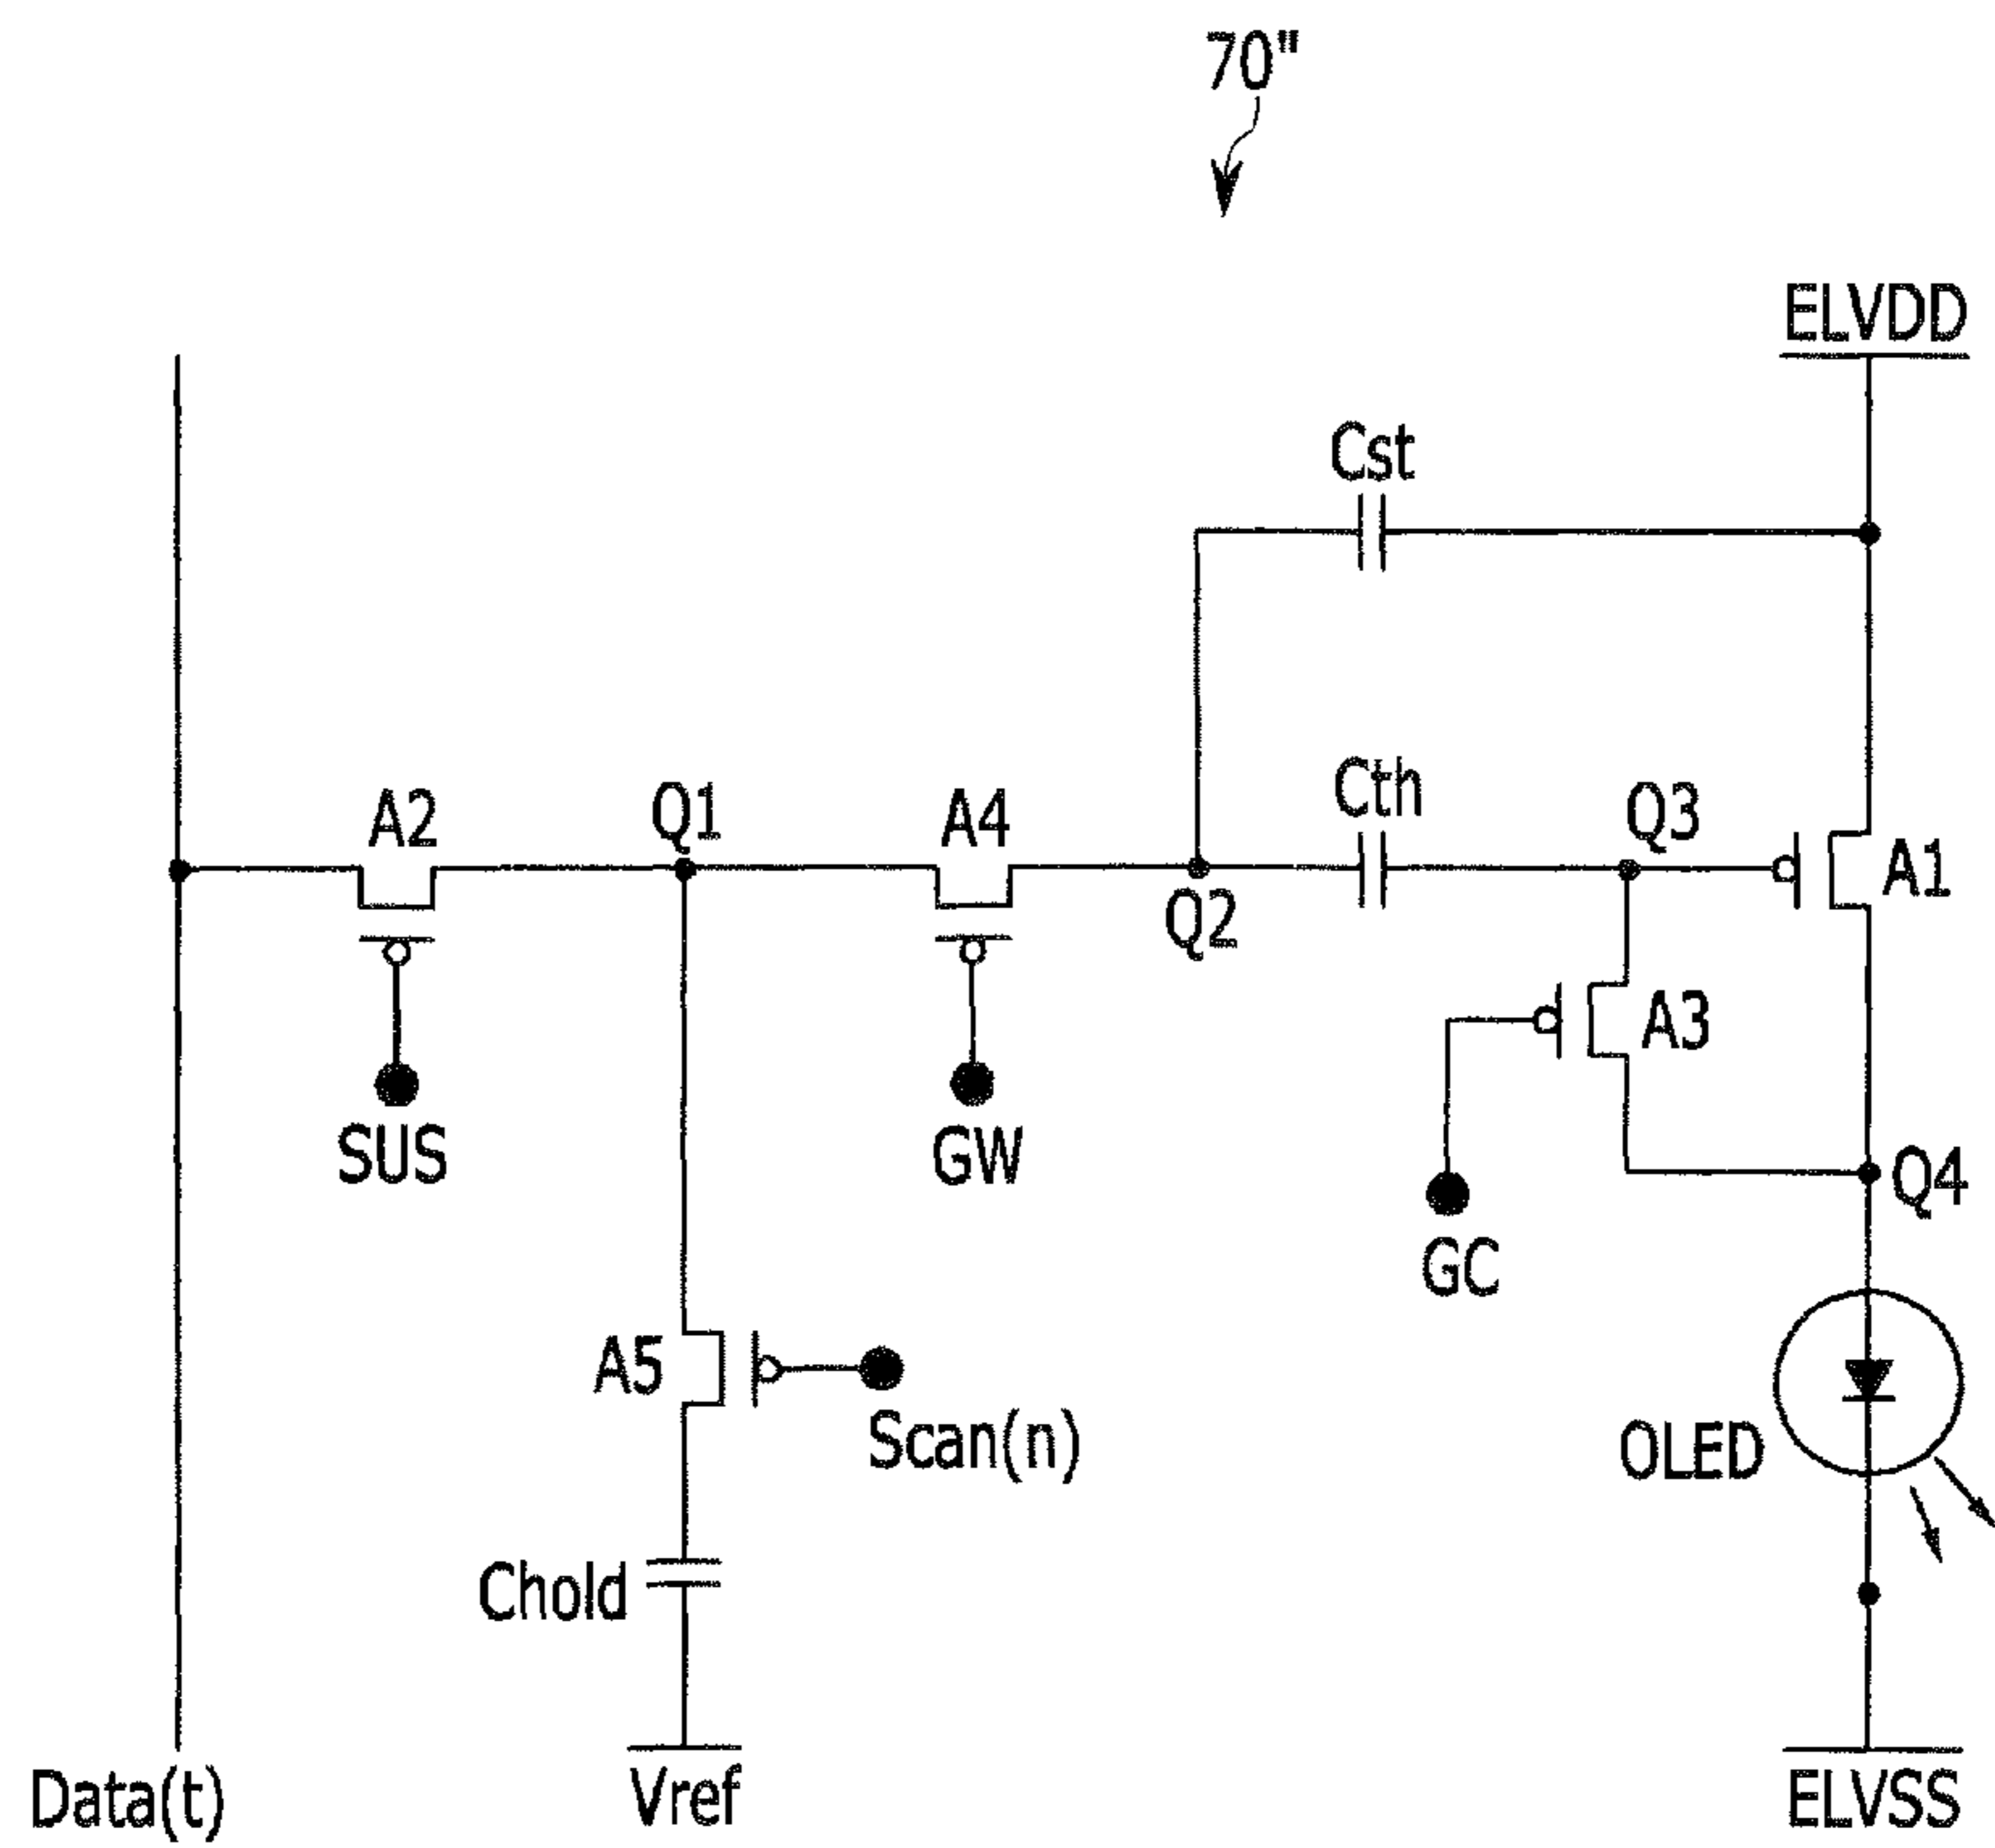 70"
ELVDD
Cst
Cth
A2
Q1
A4
Q3
A1
Q2
A3
SUS
GW
Q4
GC
A5
Scan(n)
OLED
Chold
Data(t)
Vref
ELVSS